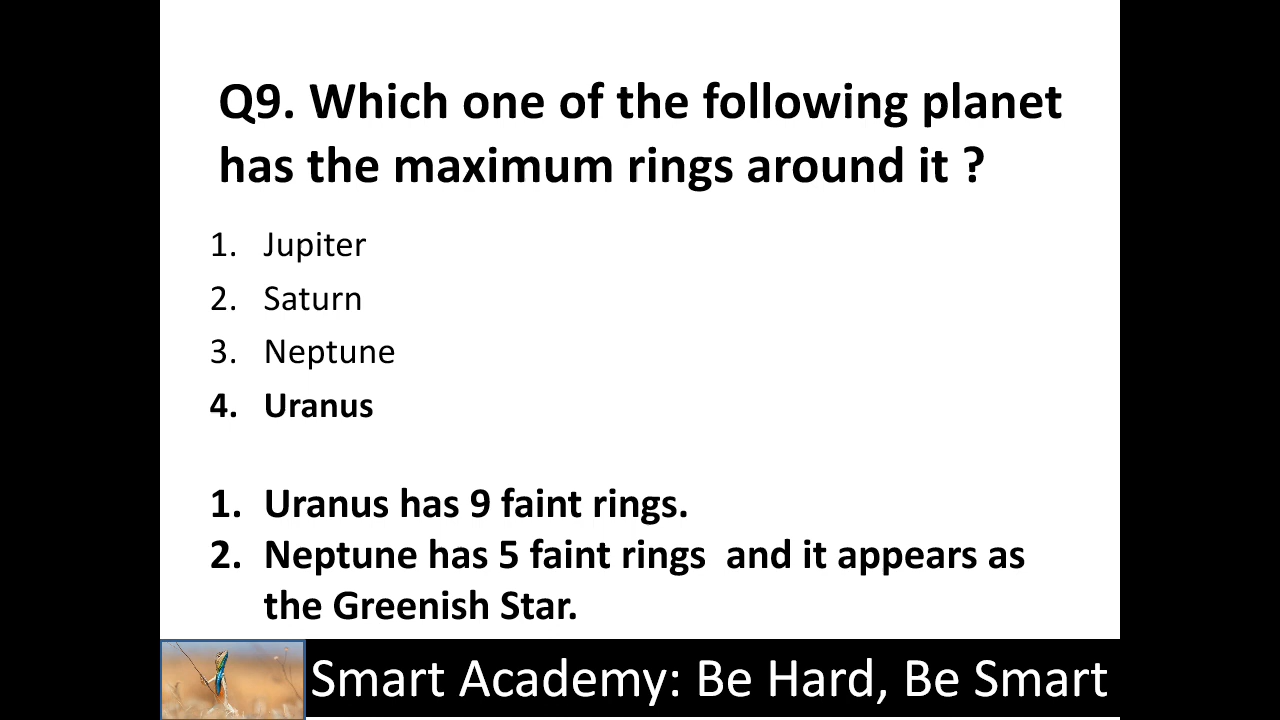 Q9. Which one of the following planet
has the maximum rings around it ?
1. Jupiter
2. Saturn
3. Neptune
4. Uranus
1. Uranus has 9 faint rings.
2. Neptune has 5 faint rings  and it appears as
the Greenish Star.
Smart Academy: Be Hard, Be Smart